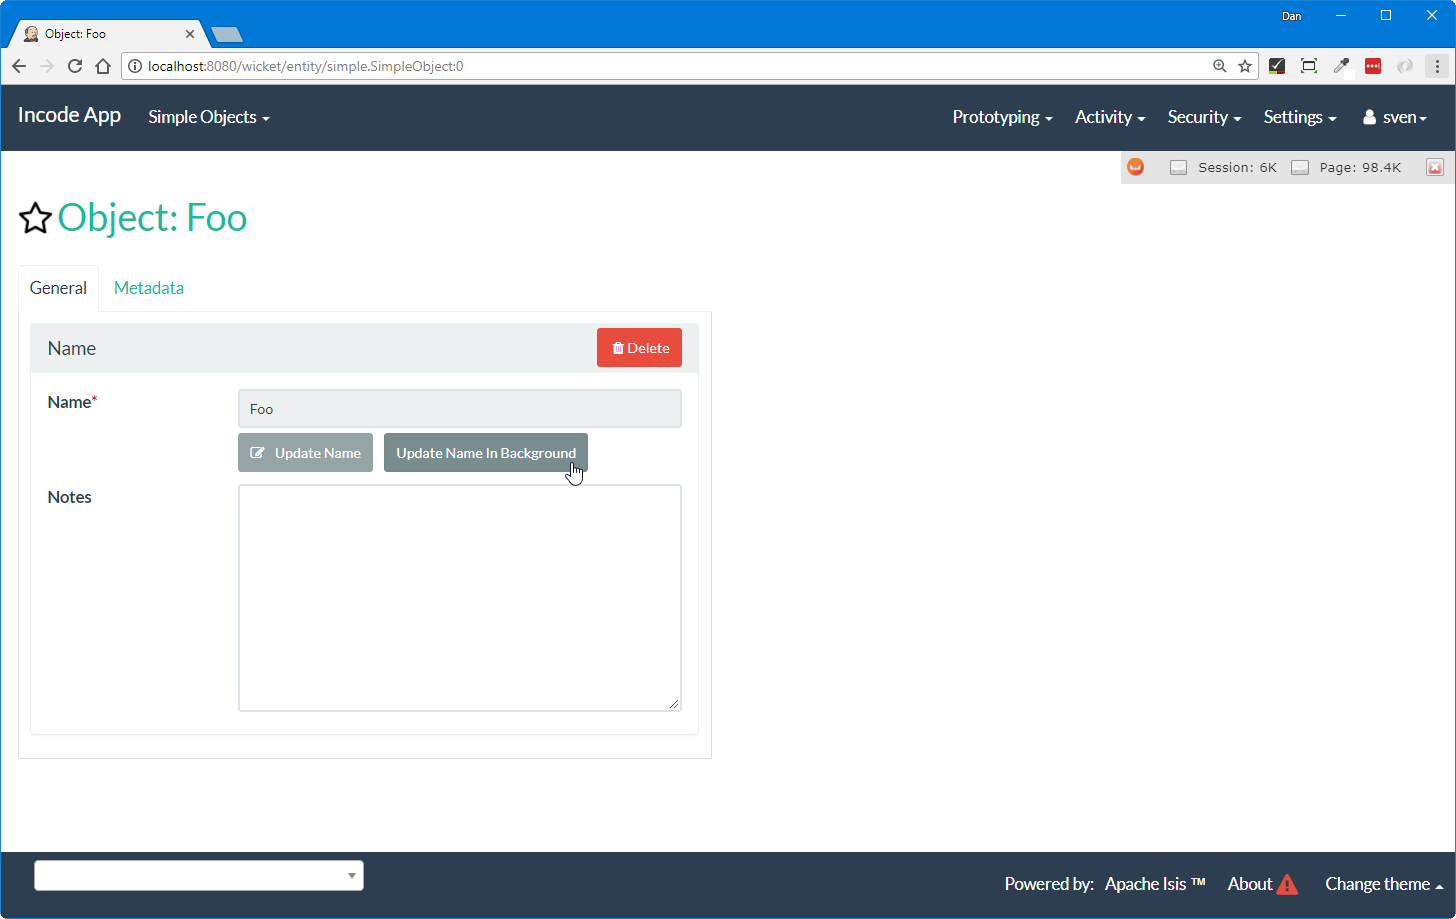 Dan
Object: Foo
localhost:8080/wicket/entity/simple.SimpleObject:0
Incode App Simple Objects Prototyping Activity Security Settings sven
Session: 6K Page: 98.4K
Object: Foo
General Metadata
Name Delete
Name* Foo
Update Name Update Name In Background
Notes
Powered by: Apache Isis ™ About Change theme